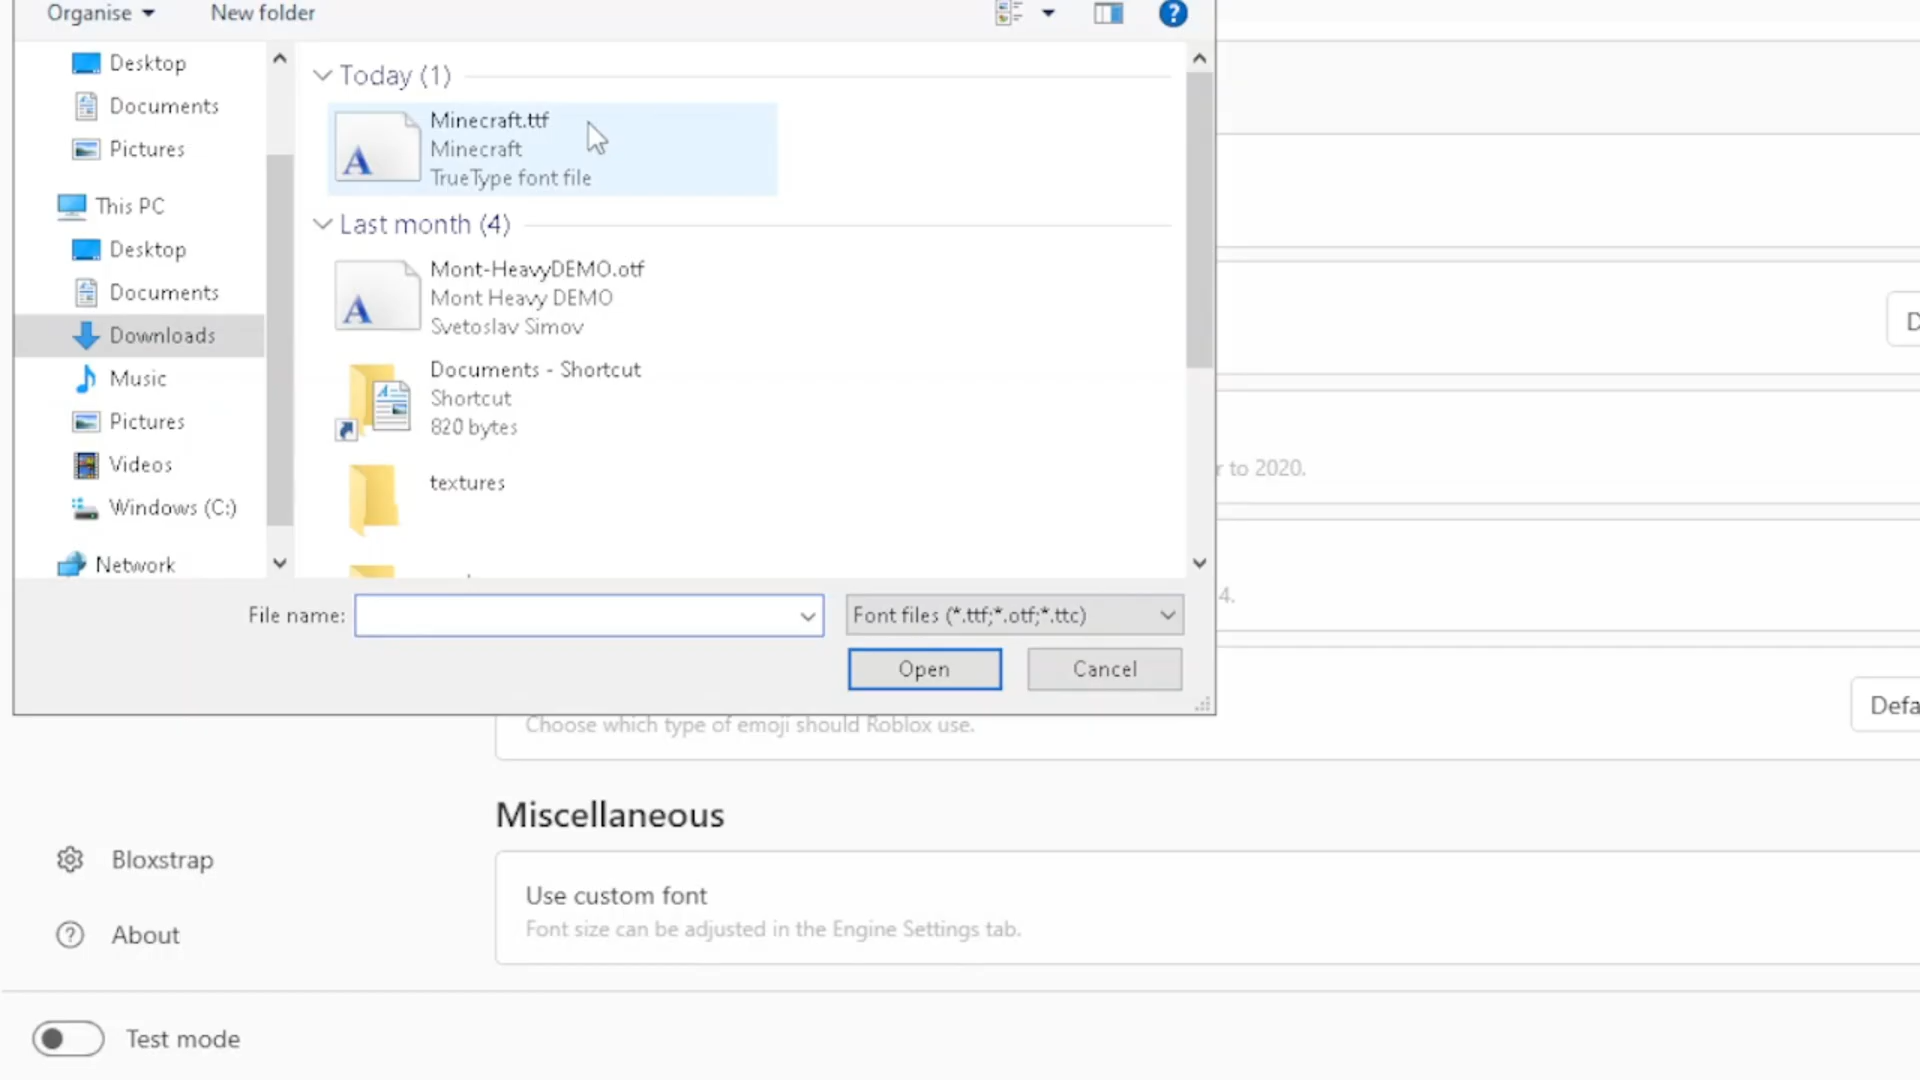 Organise
New folder
Desktop
Documents
Pictures
This PC
Desktop
Documents
Downloads
Music
Pictures
Videos
Windows (C:)
Network
Today (1)
Minecraft.ttf
Minecraft
TrueType font file
Last month (4)
Mont-HeavyDEMO.otf
Mont Heavy DEMO
Svetoslav Simov
Documents - Shortcut
Shortcut
820 bytes
textures
File name:
Font files (*.ttf;*.otf;*.ttc)
Open
Cancel
D
r to 2020.
4.
Defa
Choose which type of emoji should Roblox use.
Miscellaneous
Use custom font
Font size can be adjusted in the Engine Settings tab.
Bloxstrap
About
Test mode